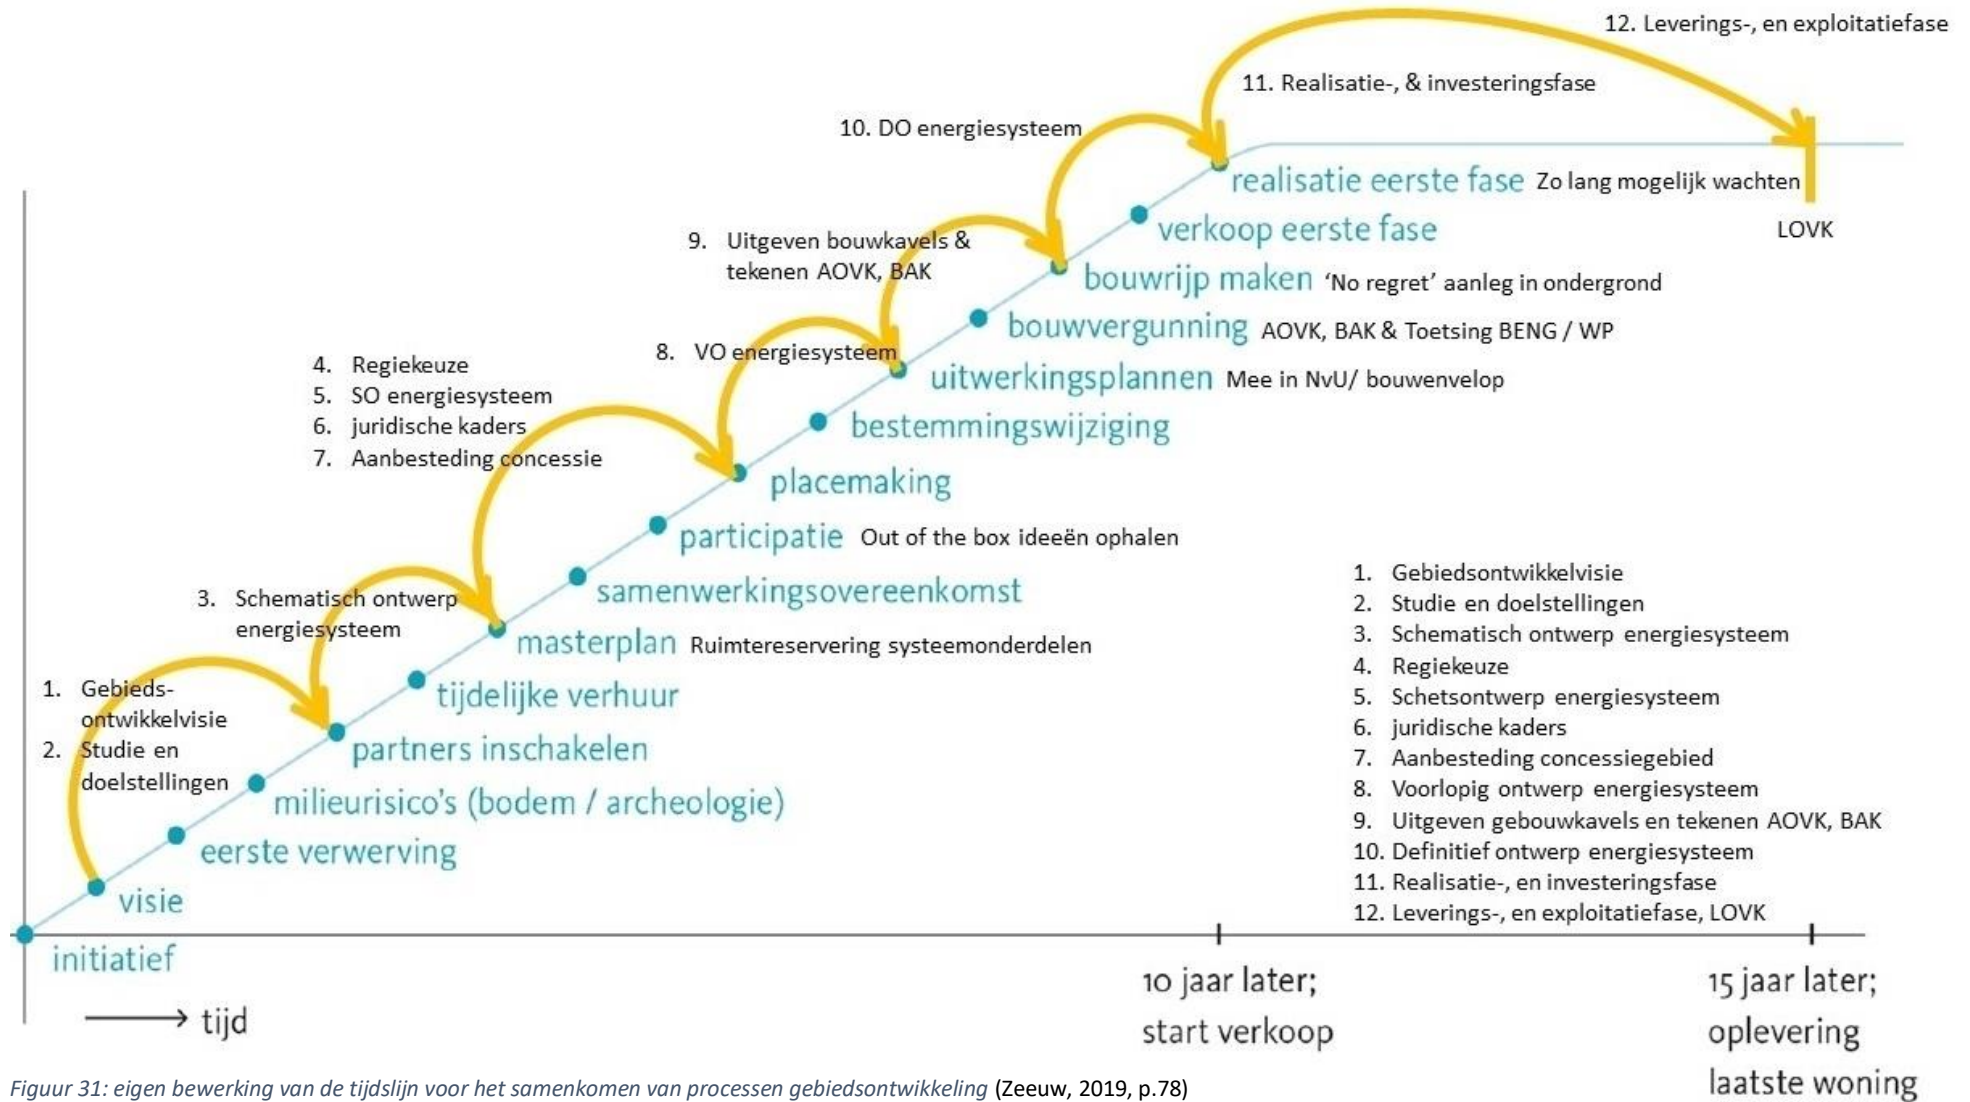 12. Leverings-, en exploitatiefase
11. Realisatie-, & investeringsfase
10. DO energiesysteem
realisatie eerste fase Zo lang mogelijk wachten
LOVK
verkoop eerste fase
9. Uitgeven bouwkavels &
tekenen AOVK, BAK
bouwrijp maken ‘No regret’ aanleg in ondergrond
bouwvergunning AOVK, BAK & Toetsing BENG / WP
8. VO energiesysteem
uitwerkingsplannen Mee in NvU/ bouwenvelop
4. Regiekeuze
5. SO energiesysteem
6. juridische kaders
7. Aanbesteding concessie
bestemmingswijziging
placemaking
participatie Out of the box ideeën ophalen
samenwerkingsovereenkomst
3. Schematisch ontwerp
energiesysteem
masterplan Ruimtereservering systeemonderdelen
tijdelijke verhuur
1. Gebieds-
ontwikkelvisie
2. Studie en
doelstellingen
partners inschakelen
milieurisico’s (bodem / archeologie)
eerste verwerving
visie
initiatief
1. Gebiedsontwikkelvisie
2. Studie en doelstellingen
3. Schematisch ontwerp energiesysteem
4. Regiekeuze
5. Schetsontwerp energiesysteem
6. juridische kaders
7. Aanbesteding concessiegebied
8. Voorlopig ontwerp energiesysteem
9. Uitgeven gebouwkavels en tekenen AOVK, BAK
10. Definitief ontwerp energiesysteem
11. Realisatie-, en investeringsfase
12. Leverings-, en exploitatiefase, LOVK
tijd
10 jaar later;
start verkoop
15 jaar later;
oplevering
laatste woning
Figuur 31: eigen bewerking van de tijdslijn voor het samenkomen van processen gebiedsontwikkeling (Zeeuw, 2019, p.78)